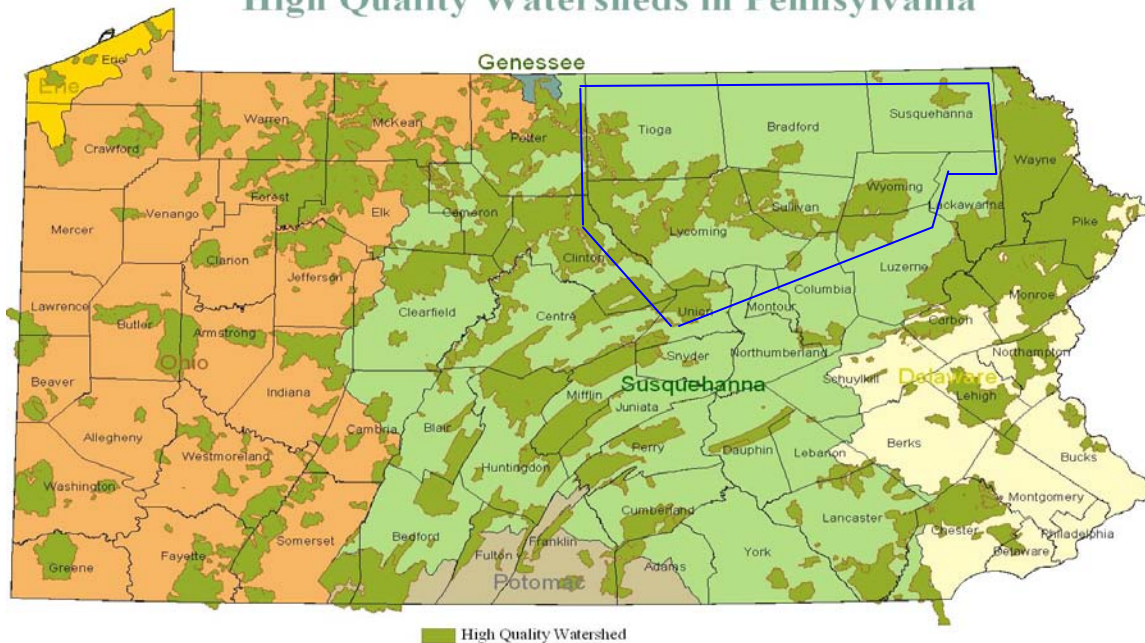 High Quality Watersheds in Pennsylvania
Genessee
Erie
Erie
Crawford
Warren
McKean
Potter
Tioga
Bradford
Susquehanna
Wayne
Forest
Elk
Cameron
Wyoming
Sullivan
Lackawanna
Pike
Mercer
Venango
Clarion
Jefferson
Clinton
Lycoming
Luzerne
Monroe
Lawrence
Butler
Armstrong
Clearfield
Centre
Union
Montour
Columbia
Carbon
Ohio
Snyder
Northumberland
Northampton
Beaver
Indiana
Mifflin
Susquehanna
Schuylkill
Delaware
Lehigh
Juniata
Allegheny
Cambria
Blair
Perry
Dauphin
Lebanon
Berks
Bucks
Westmoreland
Huntingdon
Washington
Montgomery
Cumberland
Lancaster
Chester
Philadelphia
Somerset
Bedford
Franklin
Fulton
York
Delaware
Fayette
Greene
Adams
Potomac
High Quality Watershed